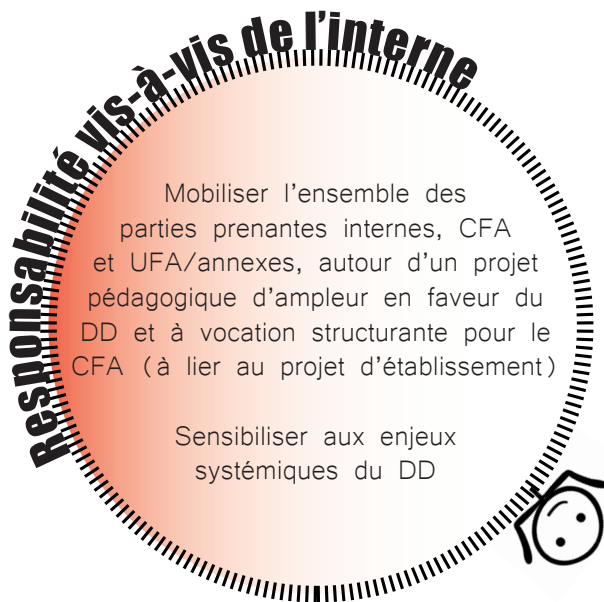 Responsabilité vis-à-vis de l'interne
Mobiliser l'ensemble des
parties prenantes internes, CFA
et UFA/annexes, autour d'un projet
pédagogique d'ampleur en faveur du
DD et à vocation structurante pour le
CFA (à lier au projet d'établissement)
Sensibiliser aux enjeux
systémiques du DD